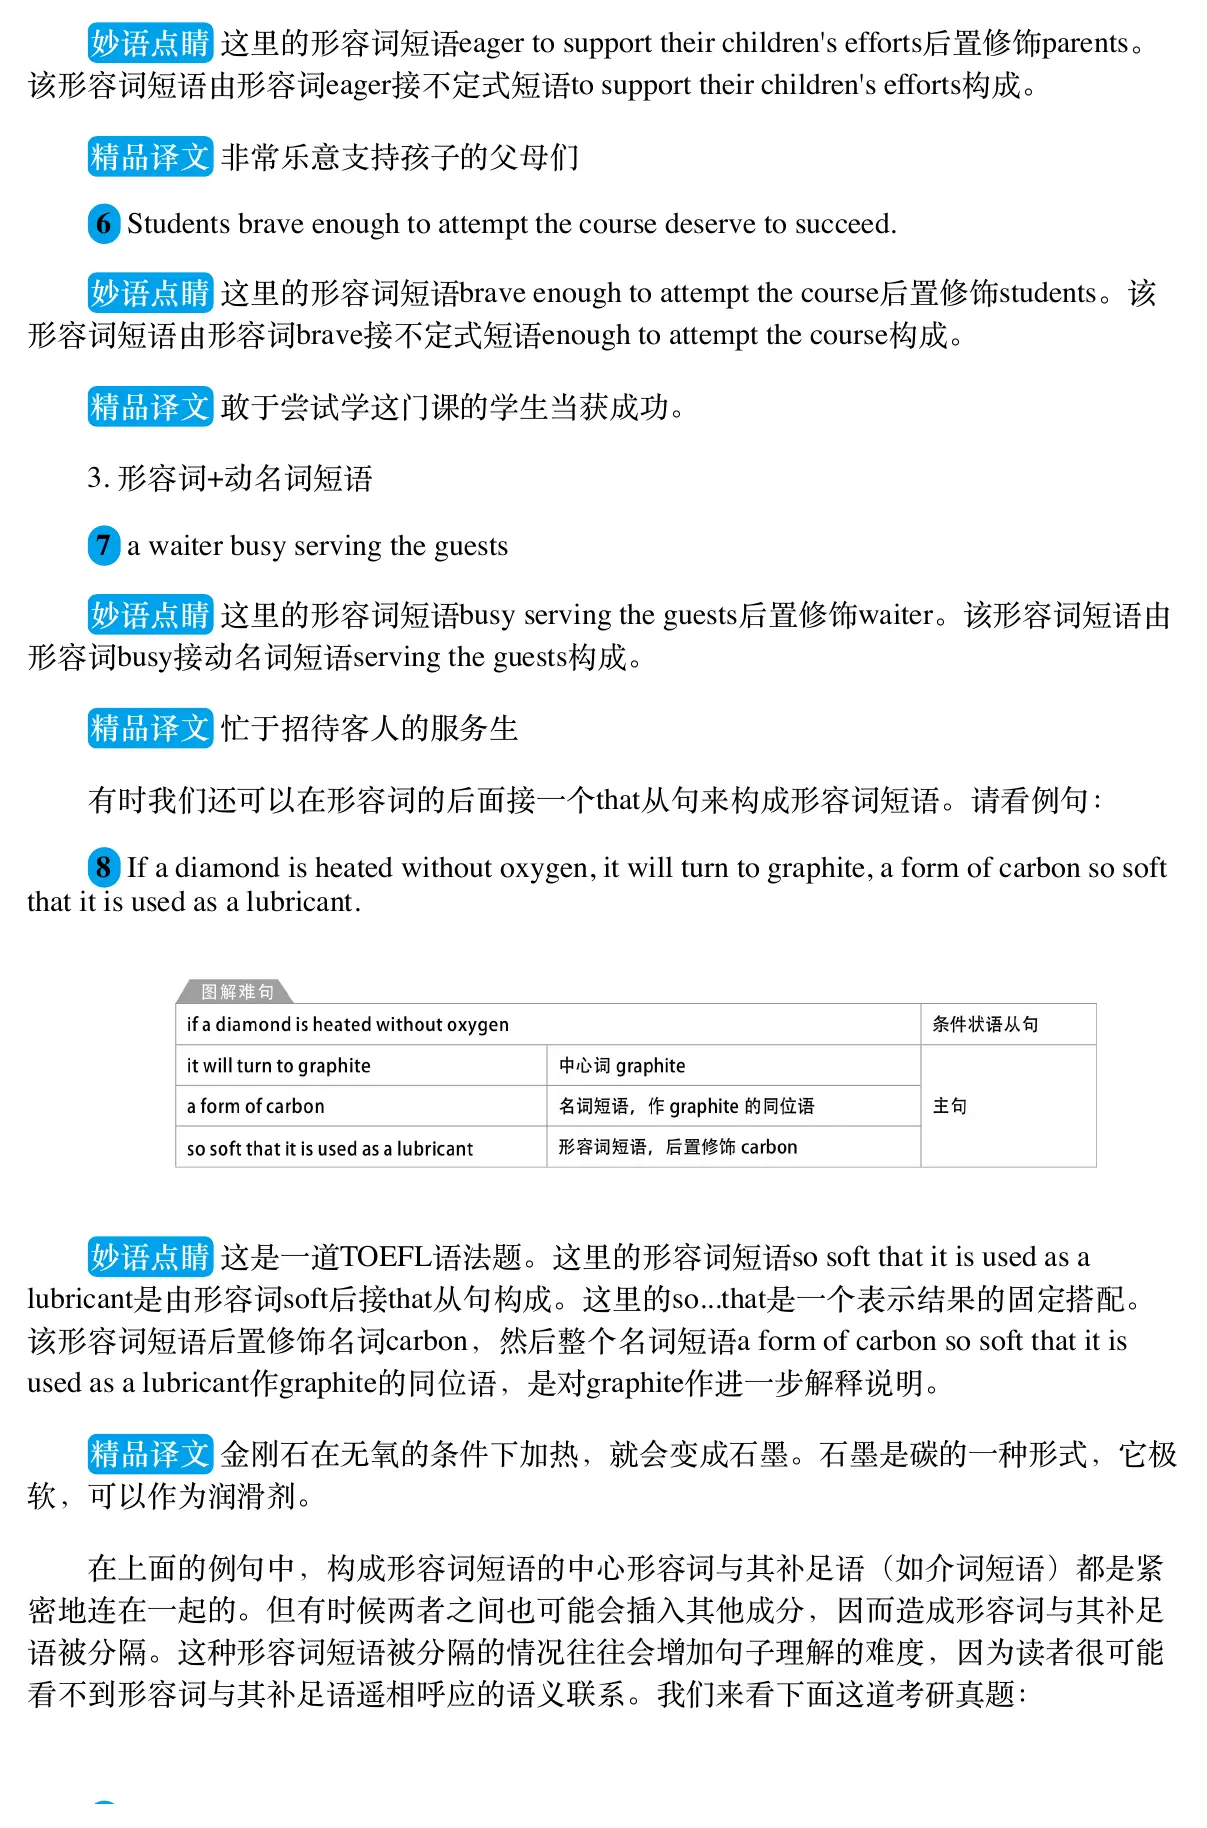 妙语点睛 这里的形容词短语eager to support their children's efforts后置修饰parents。
该形容词短语由形容词eager接不定式短语to support their children's efforts构成。
精品译文 非常乐意支持孩子的父母们
6 Students brave enough to attempt the course deserve to succeed.
妙语点睛 这里的形容词短语brave enough to attempt the course后置修饰students。该
形容词短语由形容词brave接不定式短语enough to attempt the course构成。
精品译文 敢于尝试学这门课的学生当获成功。
3. 形容词+动名词短语
7 a waiter busy serving the guests
妙语点睛 这里的形容词短语busy serving the guests后置修饰waiter。该形容词短语由
形容词busy接动名词短语serving the guests构成。
精品译文 忙于招待客人的服务生
有时我们还可以在形容词的后面接一个that从句来构成形容词短语。请看例句：
8 If a diamond is heated without oxygen, it will turn to graphite, a form of carbon so soft
that it is used as a lubricant.
图解难句
if a diamond is heated without oxygen 条件状语从句
it will turn to graphite 中心词 graphite
a form of carbon 名词短语，作 graphite 的同位语 主句
so soft that it is used as a lubricant 形容词短语，后置修饰 carbon
妙语点睛 这是一道TOEFL语法题。这里的形容词短语so soft that it is used as a
lubricant是由形容词soft后接that从句构成。这里的so...that是一个表示结果的固定搭配。
该形容词短语后置修饰名词carbon，然后整个名词短语a form of carbon so soft that it is
used as a lubricant作graphite的同位语，是对graphite作进一步解释说明。
精品译文 金刚石在无氧的条件下加热，就会变成石墨。石墨是碳的一种形式，它极
软，可以作为润滑剂。
在上面的例句中，构成形容词短语的中心形容词与其补足语（如介词短语）都是紧
密地连在一起的。但有时候两者之间也可能会插入其他成分，因而造成形容词与其补足
语被分隔。这种形容词短语被分隔的情况往往会增加句子理解的难度，因为读者很可能
看不到形容词与其补足语遥相呼应的语义联系。我们来看下面这道考研真题：